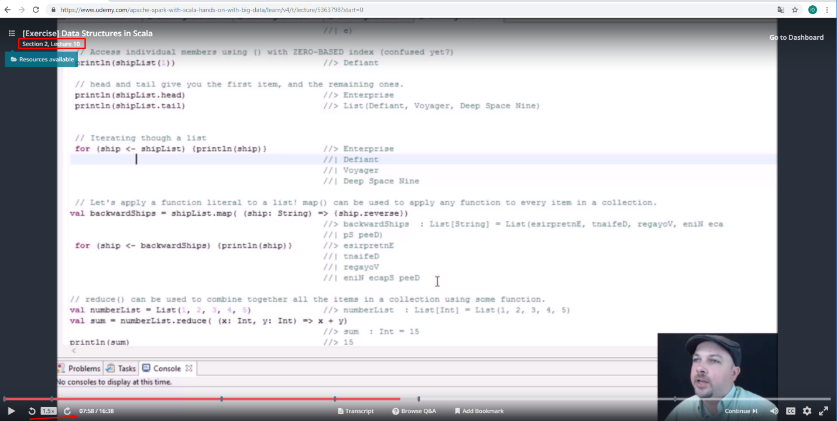 https://www.udemy.com/apache-spark-with-scala-hands-on-with-big-data/learn/v4/t/lecture/5363798?start=0
[Exercise] Data Structures in Scala
Section 2, Lecture 10
Go to Dashboard
Resources available
// Access individual members using () with ZERO-BASED index (confused yet?)
println(shipList(1)) //> Defiant
// head and tail give you the first item, and the remaining ones.
println(shipList.head) //> Enterprise
println(shipList.tail) //> List(Defiant, Voyager, Deep Space Nine)
// Iterating though a list
for (ship <- shipList) {println(ship)} //> Enterprise
//| Defiant
//| Voyager
//| Deep Space Nine
// Let's apply a function literal to a list! map() can be used to apply any function to every item in a collection.
val backwardShips = shipList.map( (ship: String) => (ship.reverse)}
//> backwardShips : List[String] = List(esirpretnE, tnaifeD, regayoV, eniN eca
//| pS peeD)
for (ship <- backwardShips) {println(ship)} //> esirpretnE
//| tnaifeD
//| regayoV
//| eniN ecapS peeD
// reduce() can be used to combine together all the items in a collection using some function.
val numberList = List(1, 2, 3, 4, 5) //> numberList : List[Int] = List(1, 2, 3, 4, 5)
val sum = numberList.reduce( (x: Int, y: Int) => x + y)
//> sum : Int = 15
println(sum) //> 15
Problems Tasks Console
No consoles to display at this time.
1.5x 07:58 / 16:38 Transcript Browse Q&A Add Bookmark Continue